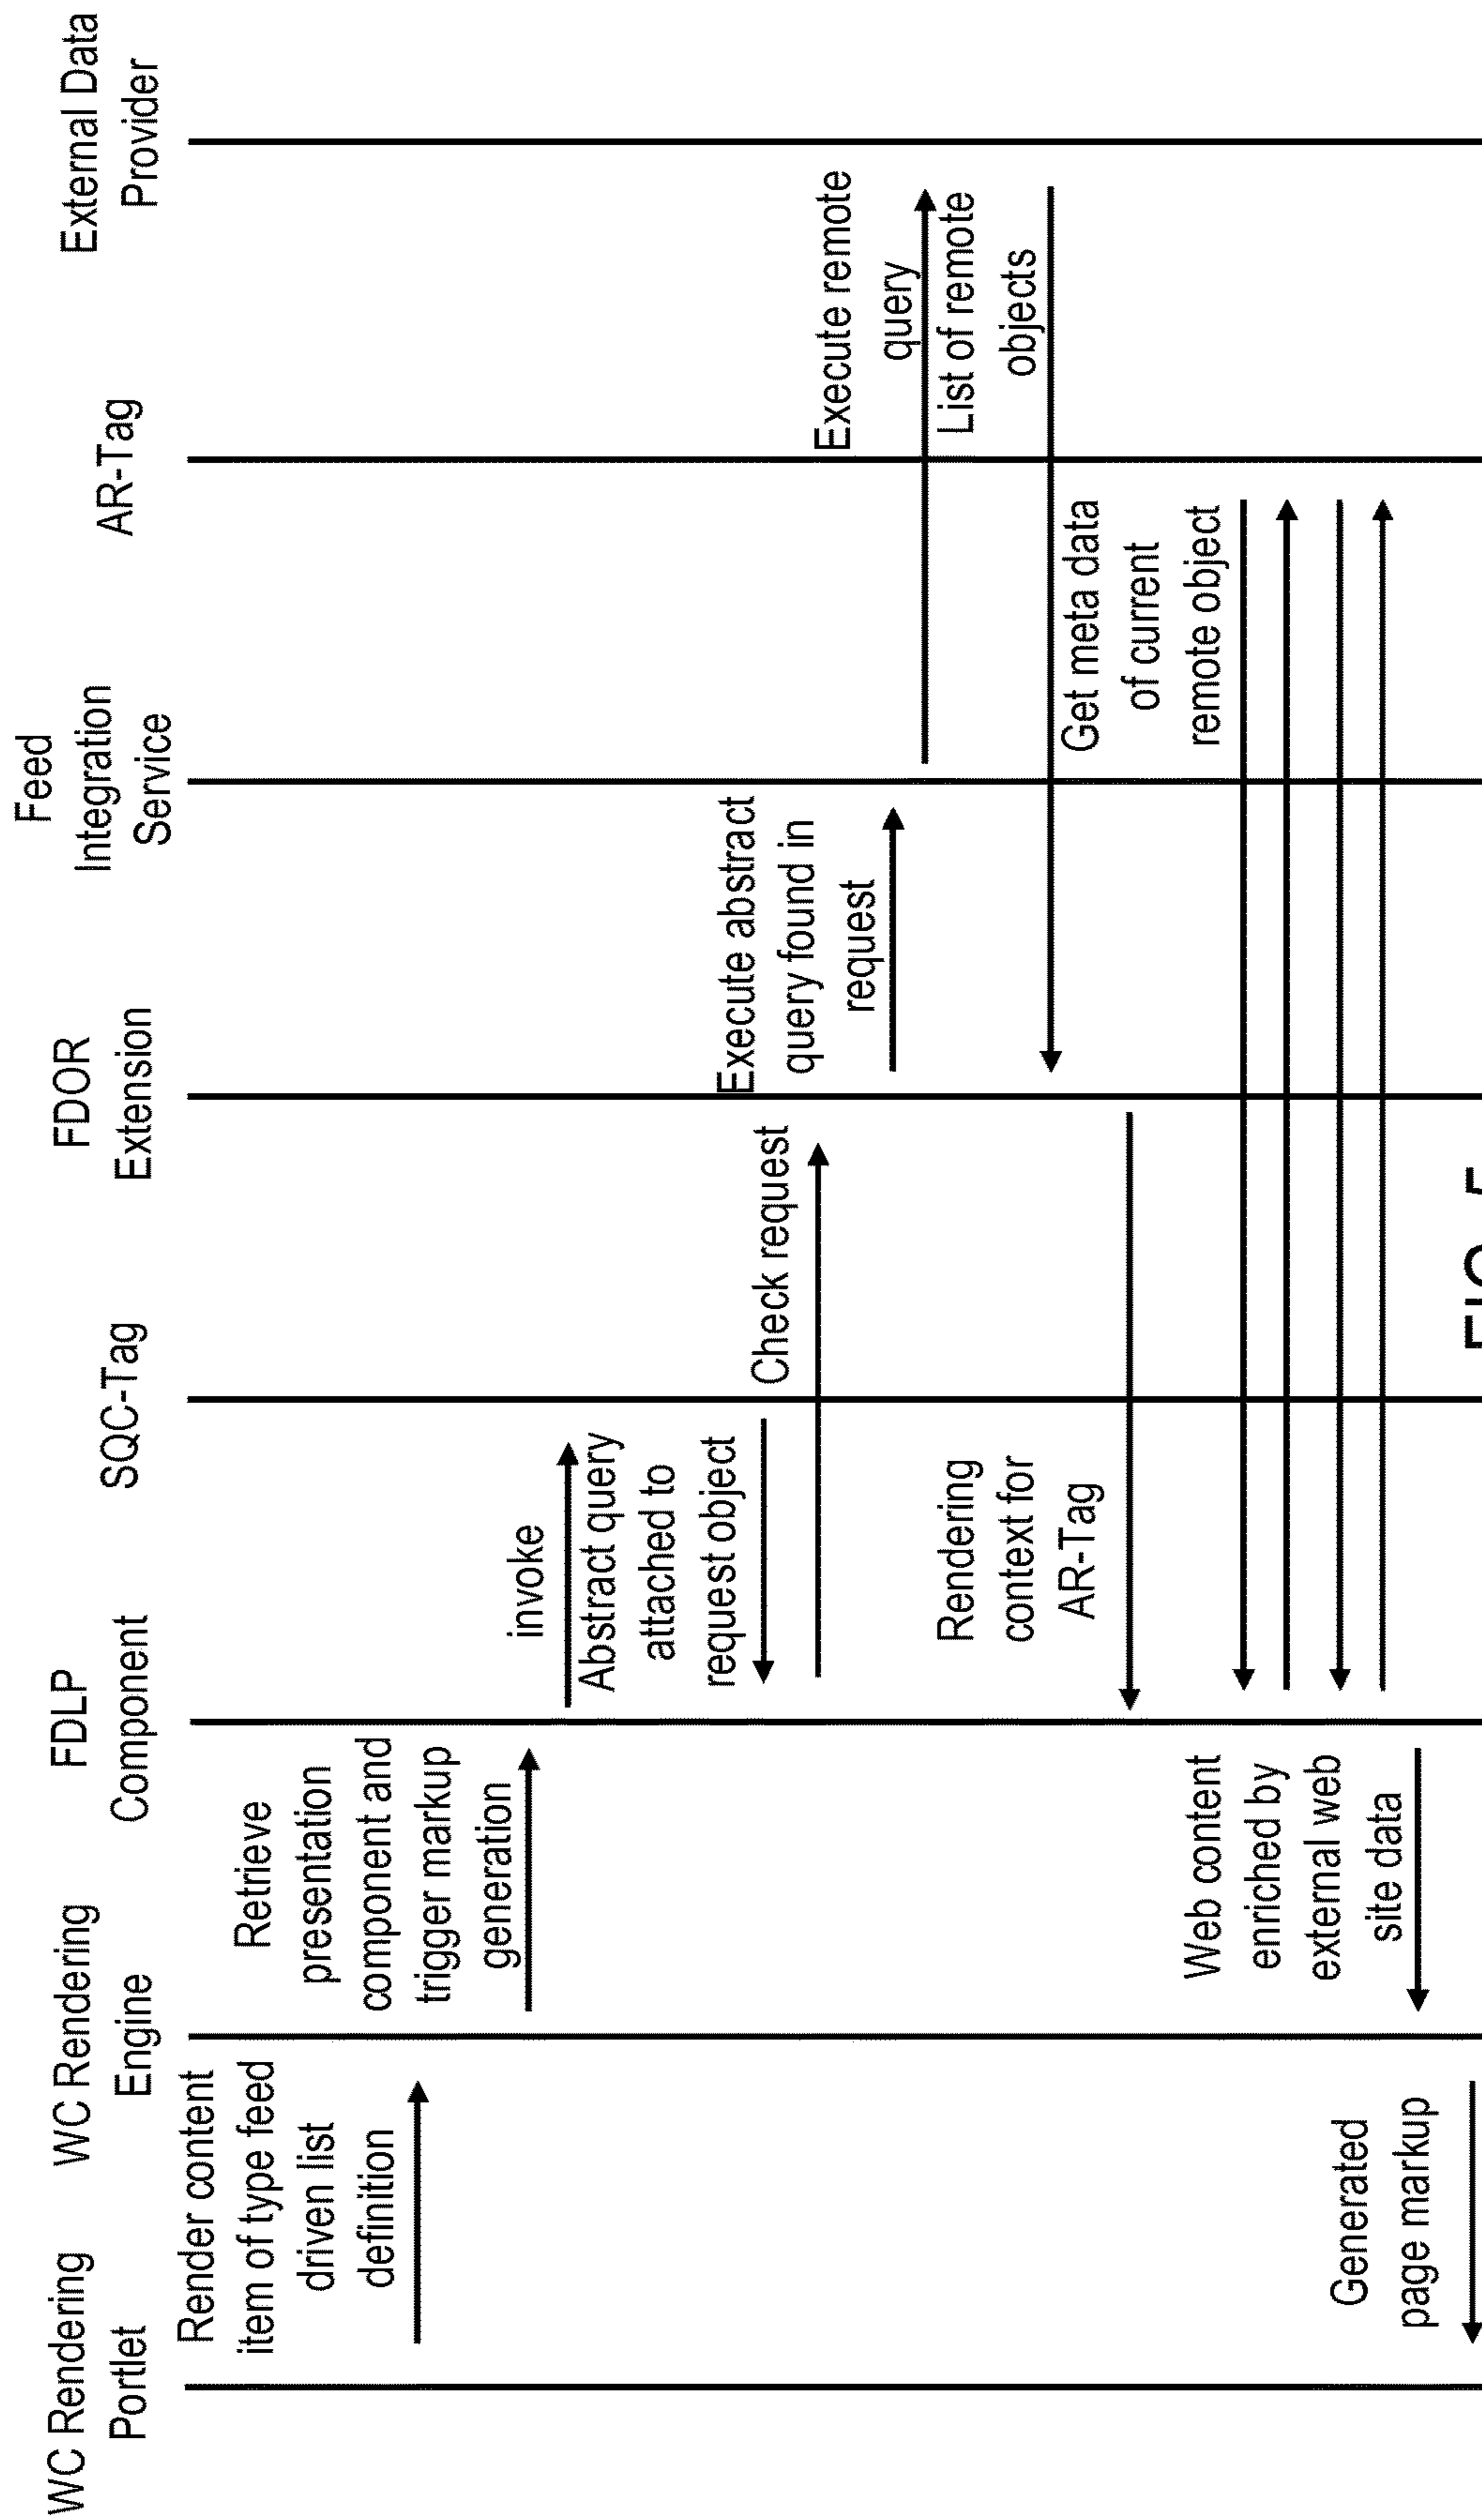 WC Rendering
Portlet
WC Rendering
Engine
FDLP
Component
SQC-Tag
FDOR
Extension
Feed
Integration
Service
AR-Tag
External Data
Provider
Render content
item of type feed
driven list
definition
Retrieve
presentation
component and
trigger markup
generation
invoke
Abstract query
attached to
request object
Check request
Execute abstract
query found in
request
Execute remote
query
List of remote
objects
Rendering
context for
AR-Tag
Get meta data
of current
remote object
Web content
enriched by
external web
site data
Generated
page markup